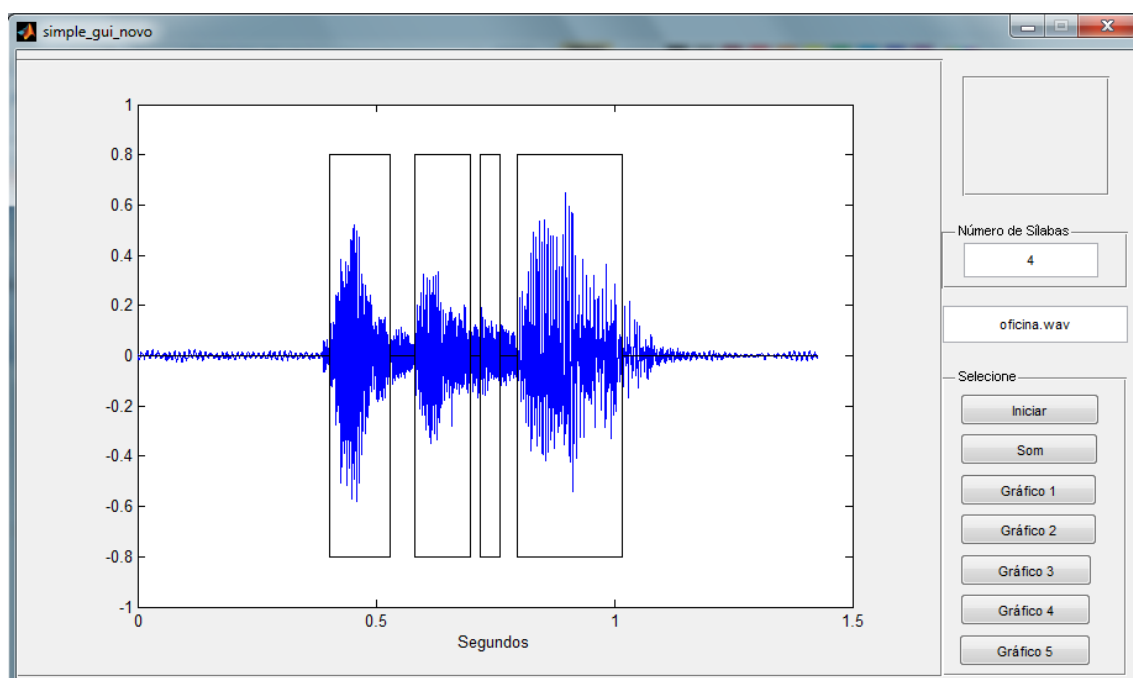 simple_gui_novo
1
0.8
0.6
0.4
0.2
0
-0.2
-0.4
-0.6
-0.8
-1
0 0.5 1 1.5
Segundos
Número de Sílabas
4
oficina.wav
Selecione
Iniciar
Som
Gráfico 1
Gráfico 2
Gráfico 3
Gráfico 4
Gráfico 5